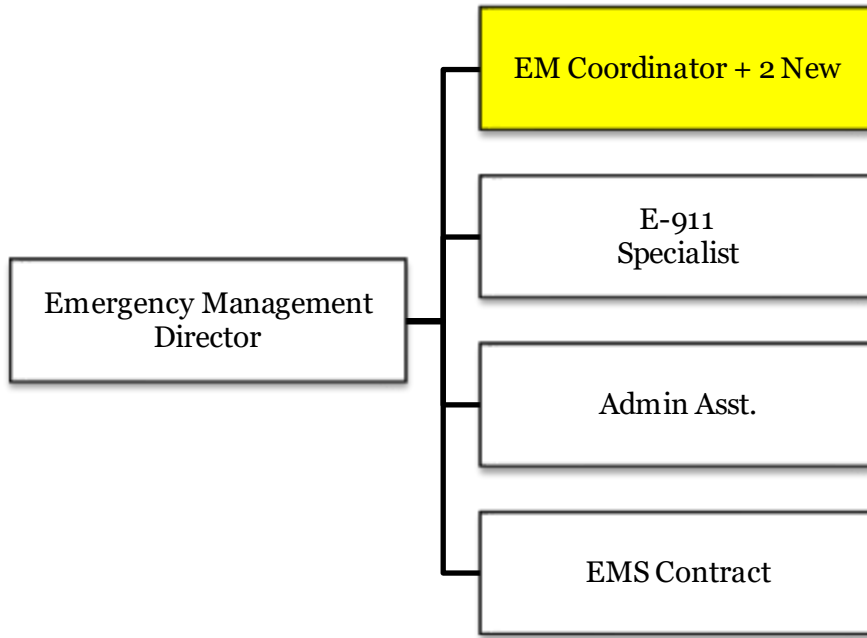 EM Coordinator + 2 New
E-911
Specialist
Emergency Management
Director
Admin Asst.
EMS Contract